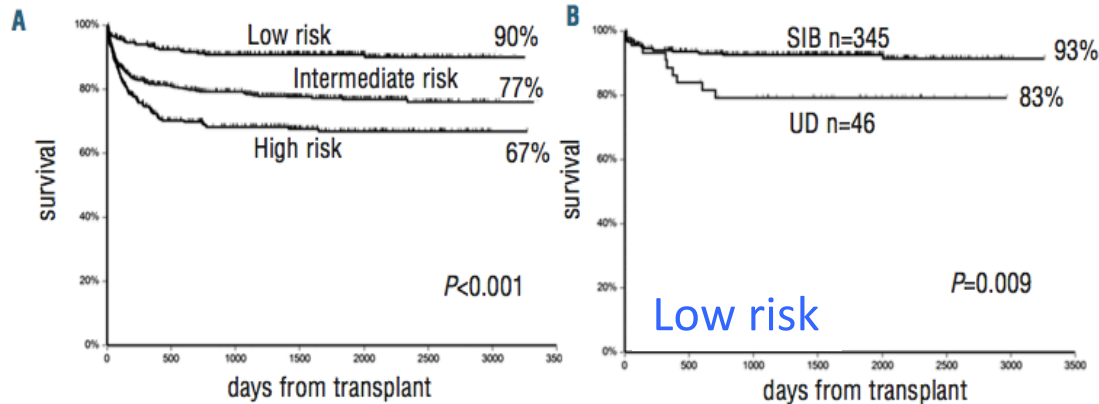 A
100%
80%
60%
40%
20%
0%
survival
Low risk 90%
Intermediate risk 77%
High risk 67%
P<0.001
0 500 1000 1500 2000 2500 3000 350
days from transplant
B
100%
80%
60%
40%
20%
0%
survival
SIB n=345 93%
83%
UD n=46
P=0.009
Low risk
0 500 1000 1500 2000 2500 3000 3500
days from transplant